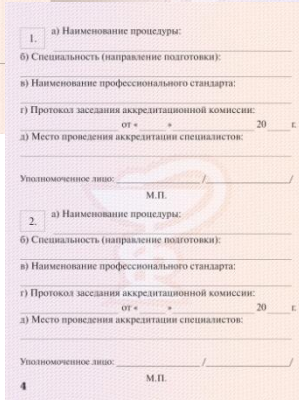 1.
а) Наименование процедуры:
б) Специальность (направление подготовки):
в) Наименование профессионального стандарта:
г) Протокол заседания аккредитационной комиссии:
от « » 20 г.
д) Место проведения аккредитации специалистов:
Уполномоченное лицо: / /
М.П.
2.
а) Наименование процедуры:
б) Специальность (направление подготовки):
в) Наименование профессионального стандарта:
г) Протокол заседания аккредитационной комиссии:
от « » 20 г.
д) Место проведения аккредитации специалистов:
Уполномоченное лицо: / /
М.П.
4